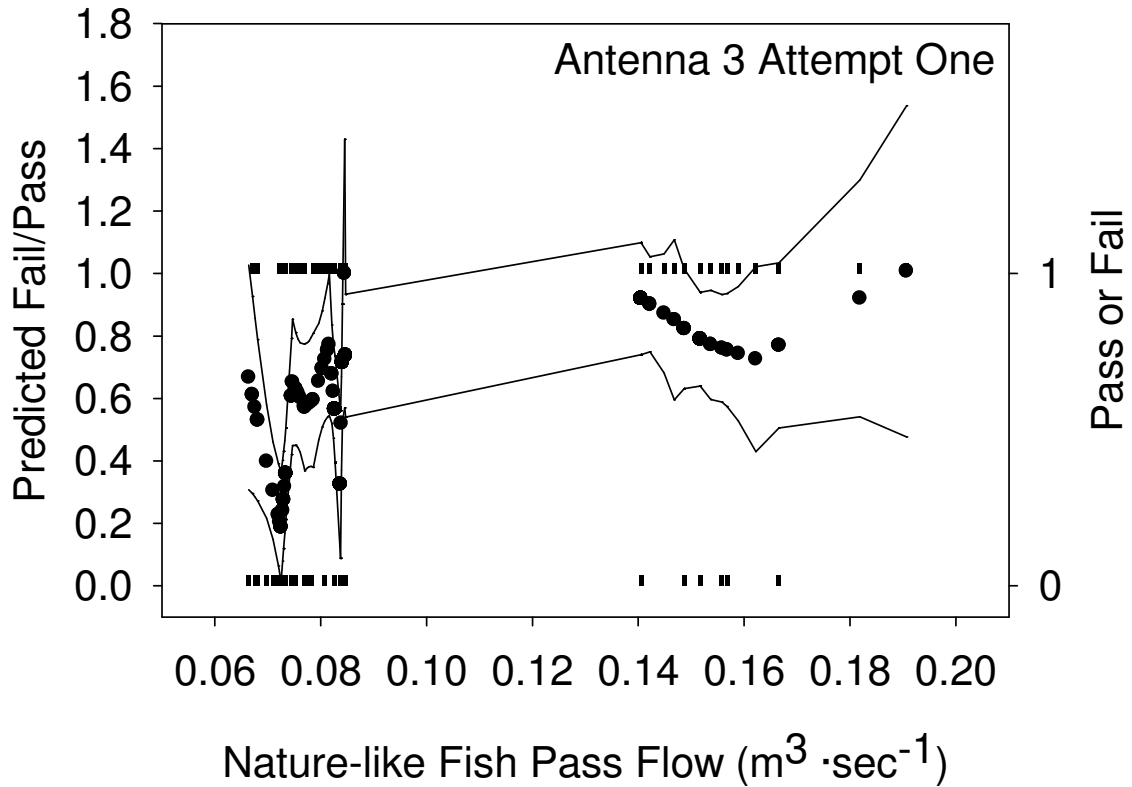 Antenna 3 Attempt One
Predicted Fail/Pass
1.8
1.6
1.4
1.2
1.0
0.8
0.6
0.4
0.2
0.0
Pass or Fail
1
0
0.06 0.08 0.10 0.12 0.14 0.16 0.18 0.20
Nature-like Fish Pass Flow (m³ ·sec⁻¹)